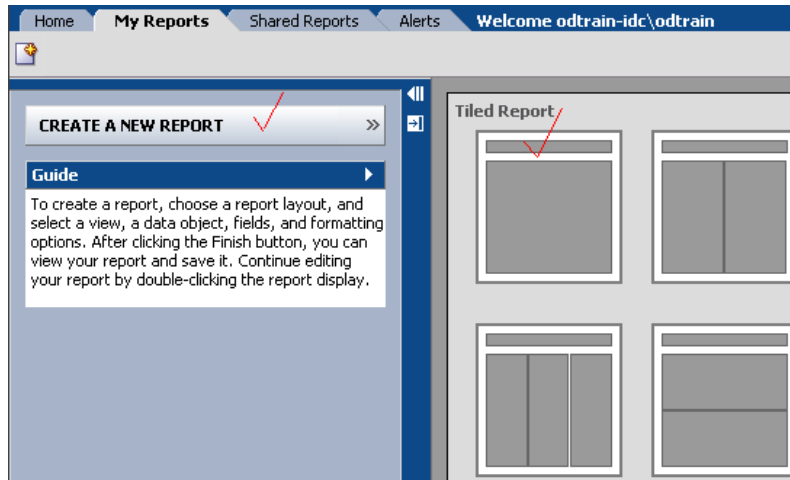 Home My Reports Shared Reports Alerts Welcome odtrain-idc\odtrain
CREATE A NEW REPORT »
Guide
To create a report, choose a report layout, and
select a view, a data object, fields, and formatting
options. After clicking the Finish button, you can
view your report and save it. Continue editing
your report by double-clicking the report display.
Tiled Report